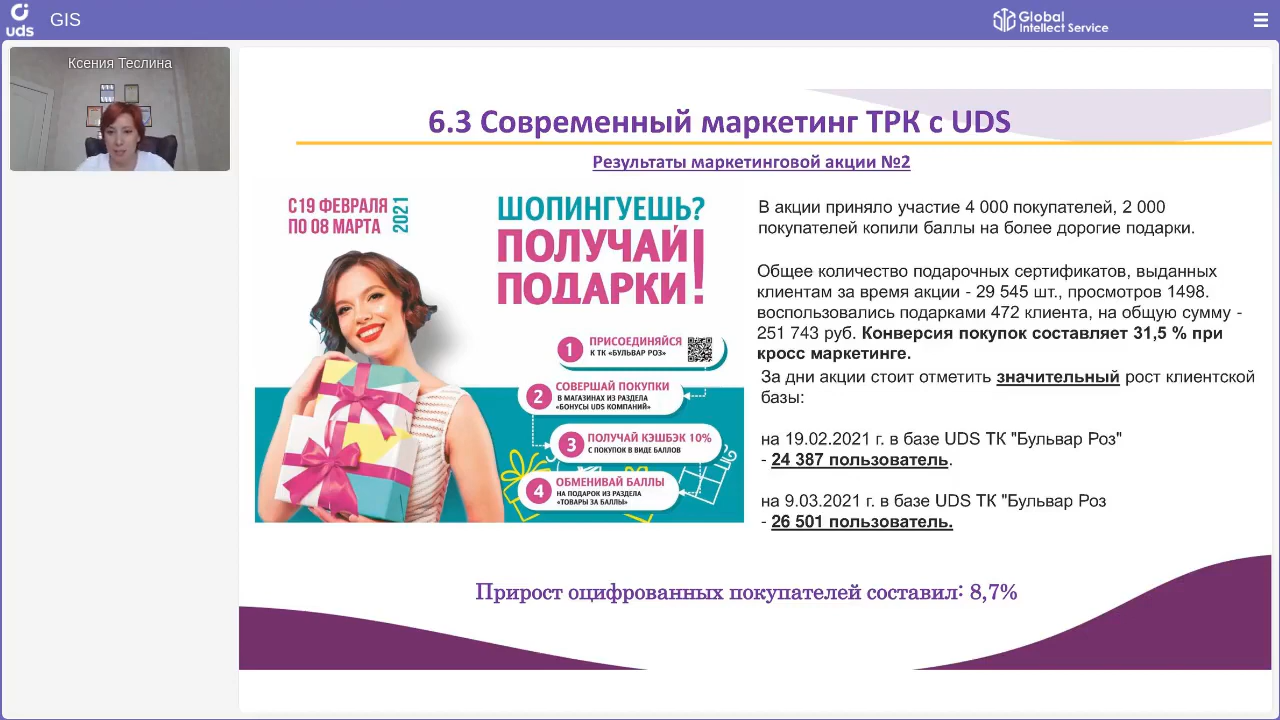 uds
GIS
Global
Intellect Service
Ксения Теслина
6.3 Современный маркетинг ТРК с UDS
Результаты маркетинговой акции №2
С 19 ФЕВРАЛЯ
ПО 08 МАРТА
2021
ШОПИНГУЕШЬ?
ПОЛУЧАЙ
ПОДАРКИ!
1 ПРИСОЕДИНЯЙСЯ
К ТК «БУЛЬВАР РОЗ»
2 СОВЕРШАЙ ПОКУПКИ
В МАГАЗИНАХ ИЗ РАЗДЕЛА
«БОНУСЫ UDS КОМПАНИЙ»
3 ПОЛУЧАЙ КЭШБЭК 10%
С ПОКУПОК В ВИДЕ БАЛЛОВ
4 ОБМЕНИВАЙ БАЛЛЫ
НА ПОДАРОК ИЗ РАЗДЕЛА
«ТОВАРЫ ЗА БАЛЛЫ»
В акции приняло участие 4 000 покупателей, 2 000
покупателей копили баллы на более дорогие подарки.
Общее количество подарочных сертификатов, выданных
клиентам за время акции - 29 545 шт., просмотров 1498.
воспользовались подарками 472 клиента, на общую сумму -
251 743 руб. Конверсия покупок составляет 31,5 % при
кросс маркетинге.
За дни акции стоит отметить значительный рост клиентской
базы:
на 19.02.2021 г. в базе UDS ТК "Бульвар Роз"
- 24 387 пользователь.
на 9.03.2021 г. в базе UDS ТК "Бульвар Роз
- 26 501 пользователь.
Прирост оцифрованных покупателей составил: 8,7%